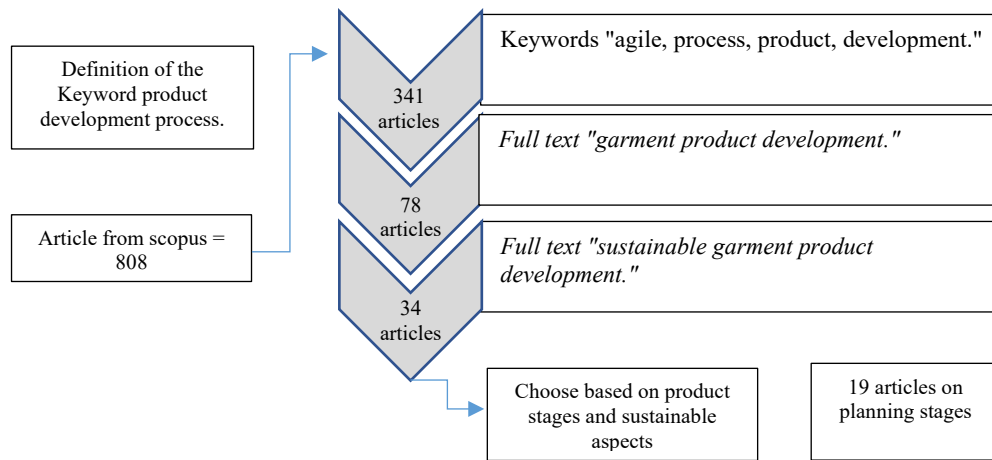 Definition of the
Keyword product
development process.
Article from scopus =
808
341
articles
Keywords "agile, process, product, development."
78
articles
Full text "garment product development."
34
articles
Full text "sustainable garment product
development."
Choose based on product
stages and sustainable
aspects
19 articles on
planning stages